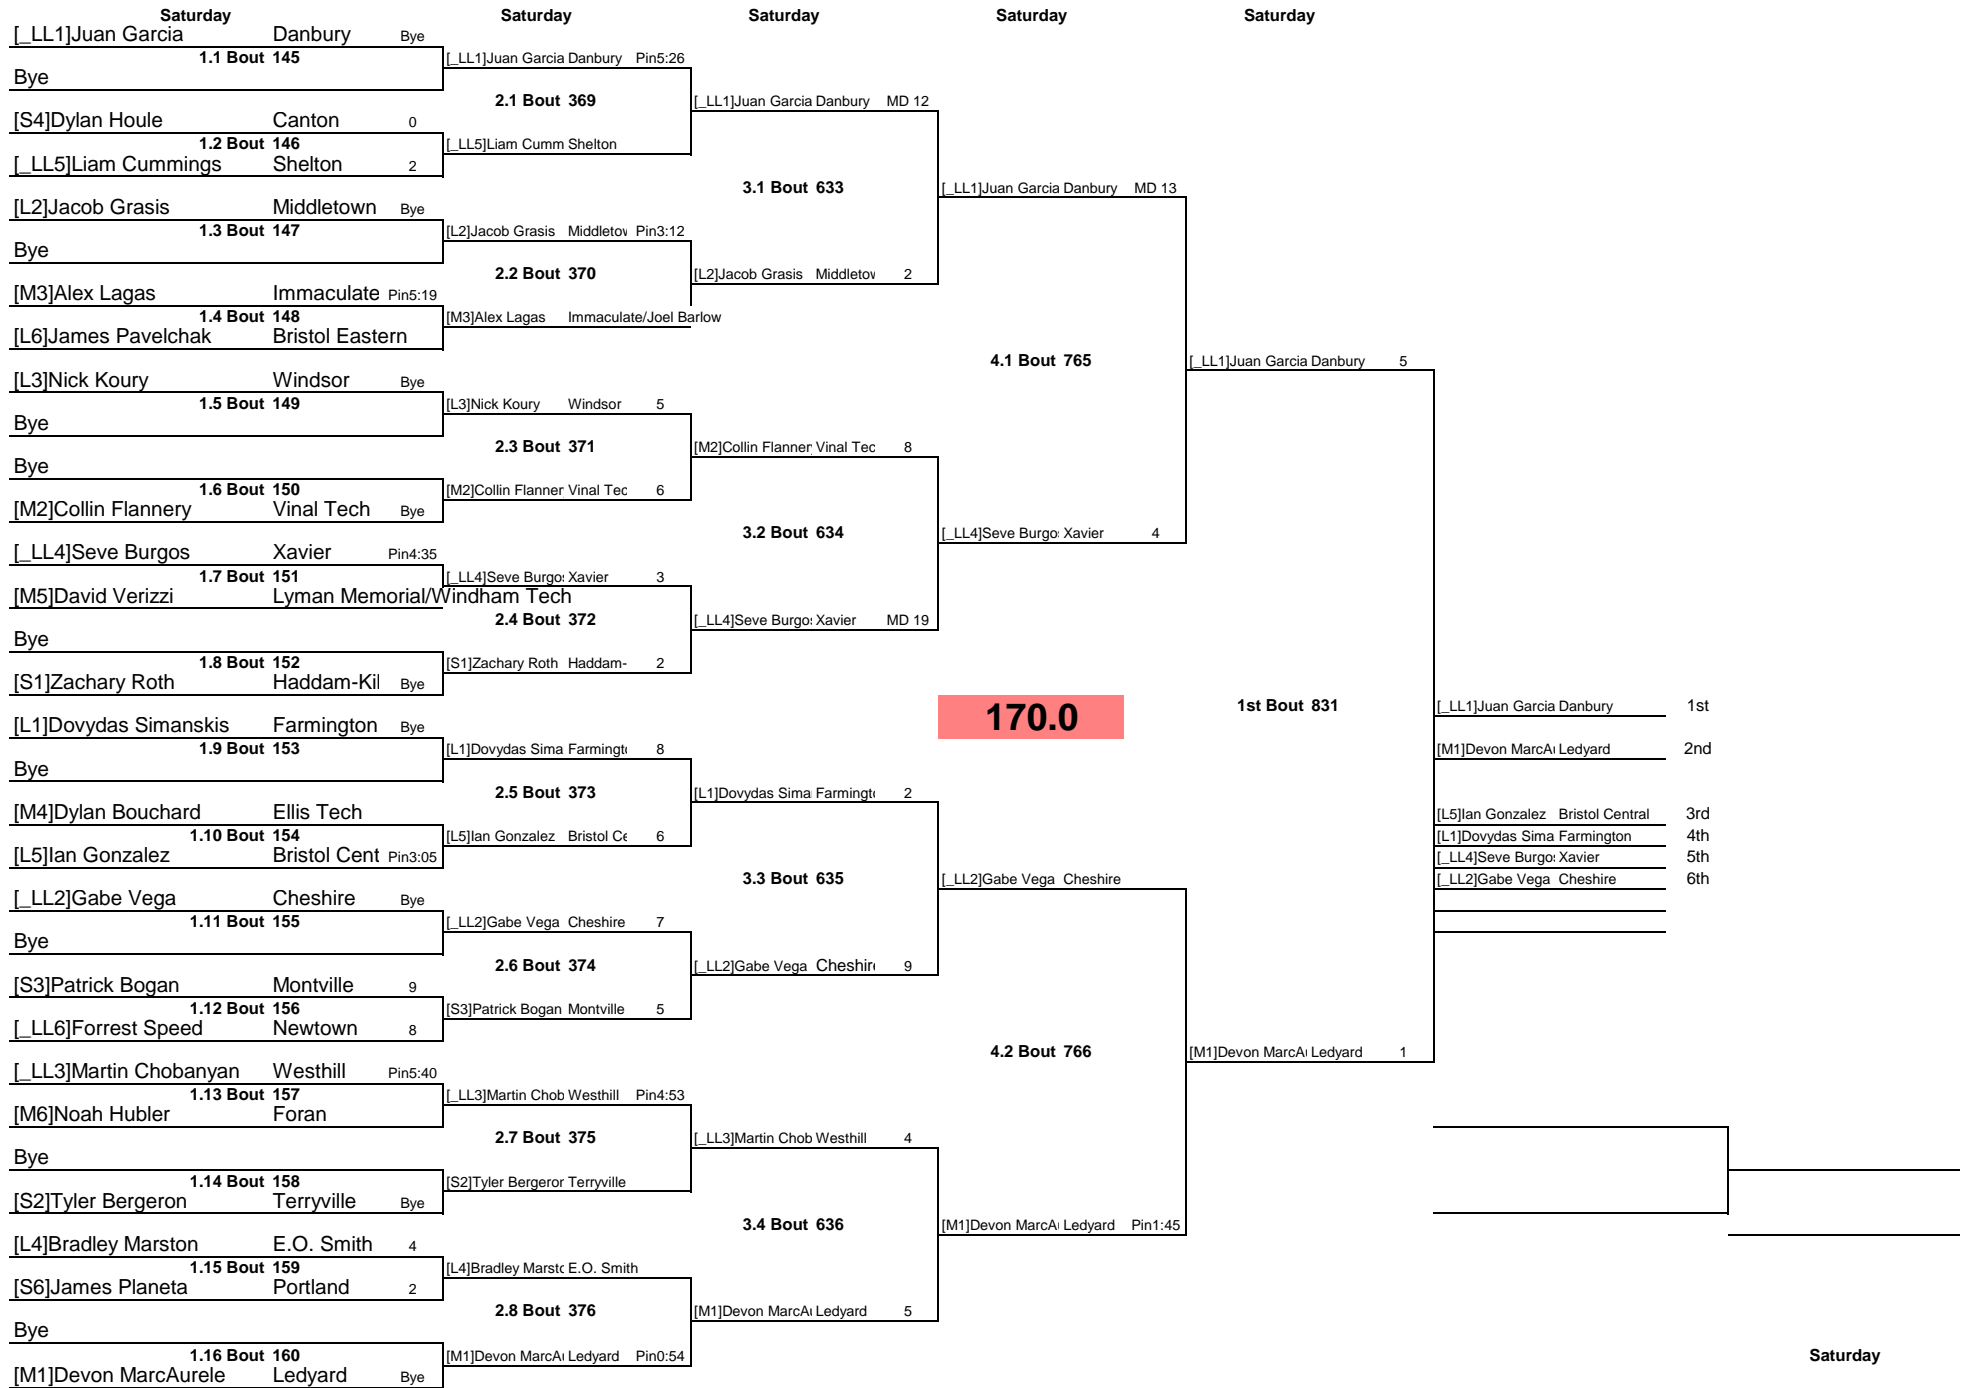 Saturday Saturday Saturday Saturday Saturday
[_LL1]Juan Garcia Danbury Bye
1.1 Bout 145
Bye
[S4]Dylan Houle Canton 0
1.2 Bout 146
[_LL5]Liam Cummings Shelton 2
[L2]Jacob Grasis Middletown Bye
1.3 Bout 147
Bye
[M3]Alex Lagas Immaculate Pin5:19
1.4 Bout 148
[L6]James Pavelchak Bristol Eastern
[L3]Nick Koury Windsor Bye
1.5 Bout 149
Bye
Bye
1.6 Bout 150
[M2]Collin Flannery Vinal Tech Bye
[_LL4]Seve Burgos Xavier Pin4:35
1.7 Bout 151
[M5]David Verizzi Lyman Memorial/Windham Tech
Bye
1.8 Bout 152
[S1]Zachary Roth Haddam-Kil Bye
[L1]Dovydas Simanskis Farmington Bye
1.9 Bout 153
Bye
[M4]Dylan Bouchard Ellis Tech
1.10 Bout 154
[L5]Ian Gonzalez Bristol Cent Pin3:05
[_LL2]Gabe Vega Cheshire Bye
1.11 Bout 155
Bye
[S3]Patrick Bogan Montville 9
1.12 Bout 156
[_LL6]Forrest Speed Newtown 8
[_LL3]Martin Chobanyan Westhill Pin5:40
1.13 Bout 157
[M6]Noah Hubler Foran
Bye
1.14 Bout 158
[S2]Tyler Bergeron Terryville Bye
[L4]Bradley Marston E.O. Smith 4
1.15 Bout 159
[S6]James Planeta Portland 2
Bye
1.16 Bout 160
[M1]Devon MarcAurele Ledyard Bye
[_LL1]Juan Garcia Danbury Pin5:26
2.1 Bout 369
[_LL5]Liam Cumm Shelton
[L2]Jacob Grasis Middletov Pin3:12
2.2 Bout 370
[M3]Alex Lagas Immaculate/Joel Barlow
[L3]Nick Koury Windsor 5
2.3 Bout 371
[M2]Collin Flanner Vinal Tec 6
[_LL4]Seve Burgo Xavier 3
2.4 Bout 372
[S1]Zachary Roth Haddam- 2
[L1]Dovydas Sima Farmingt 8
2.5 Bout 373
[L5]Ian Gonzalez Bristol Ce 6
[_LL2]Gabe Vega Cheshire 7
2.6 Bout 374
[S3]Patrick Bogan Montville 5
[_LL3]Martin Chob Westhill Pin4:53
2.7 Bout 375
[S2]Tyler Bergeror Terryville
[L4]Bradley Marstc E.O. Smith
2.8 Bout 376
[M1]Devon MarcA Ledyard Pin0:54
[_LL1]Juan Garcia Danbury MD 12
3.1 Bout 633
[L2]Jacob Grasis Middletov 2
[M2]Collin Flanner Vinal Tec 8
3.2 Bout 634
[_LL4]Seve Burgo Xavier MD 19
[L1]Dovydas Sima Farmingt 2
3.3 Bout 635
[_LL2]Gabe Vega Cheshir 9
[_LL3]Martin Chob Westhill 4
3.4 Bout 636
[M1]Devon MarcA Ledyard 5
[_LL1]Juan Garcia Danbury MD 13
4.1 Bout 765
[_LL4]Seve Burgo Xavier 4
170.0
[_LL2]Gabe Vega Cheshire
4.2 Bout 766
[M1]Devon MarcA Ledyard Pin1:45
[_LL1]Juan Garcia Danbury 5
1st Bout 831
[M1]Devon MarcA Ledyard 1
[_LL1]Juan Garcia Danbury 1st
[M1]Devon MarcA Ledyard 2nd
[L5]Ian Gonzalez Bristol Central 3rd
[L1]Dovydas Sima Farmington 4th
[_LL4]Seve Burgo Xavier 5th
[_LL2]Gabe Vega Cheshire 6th
Saturday